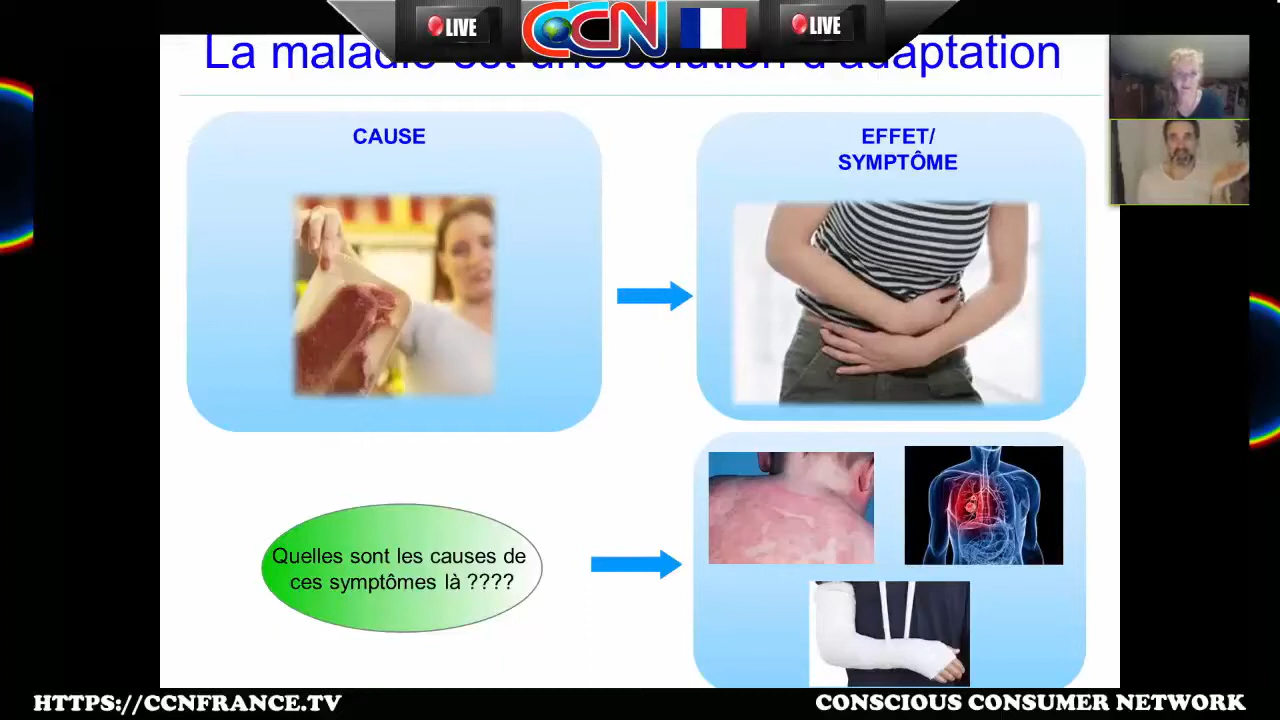 LIVE
CCN
LIVE
La maladie est une solution d'adaptation
CAUSE
EFFET/
SYMPTÔME
Quelles sont les causes de
ces symptômes là ????
HTTPS://CCNFRANCE.TV
CONSCIOUS CONSUMER NETWORK